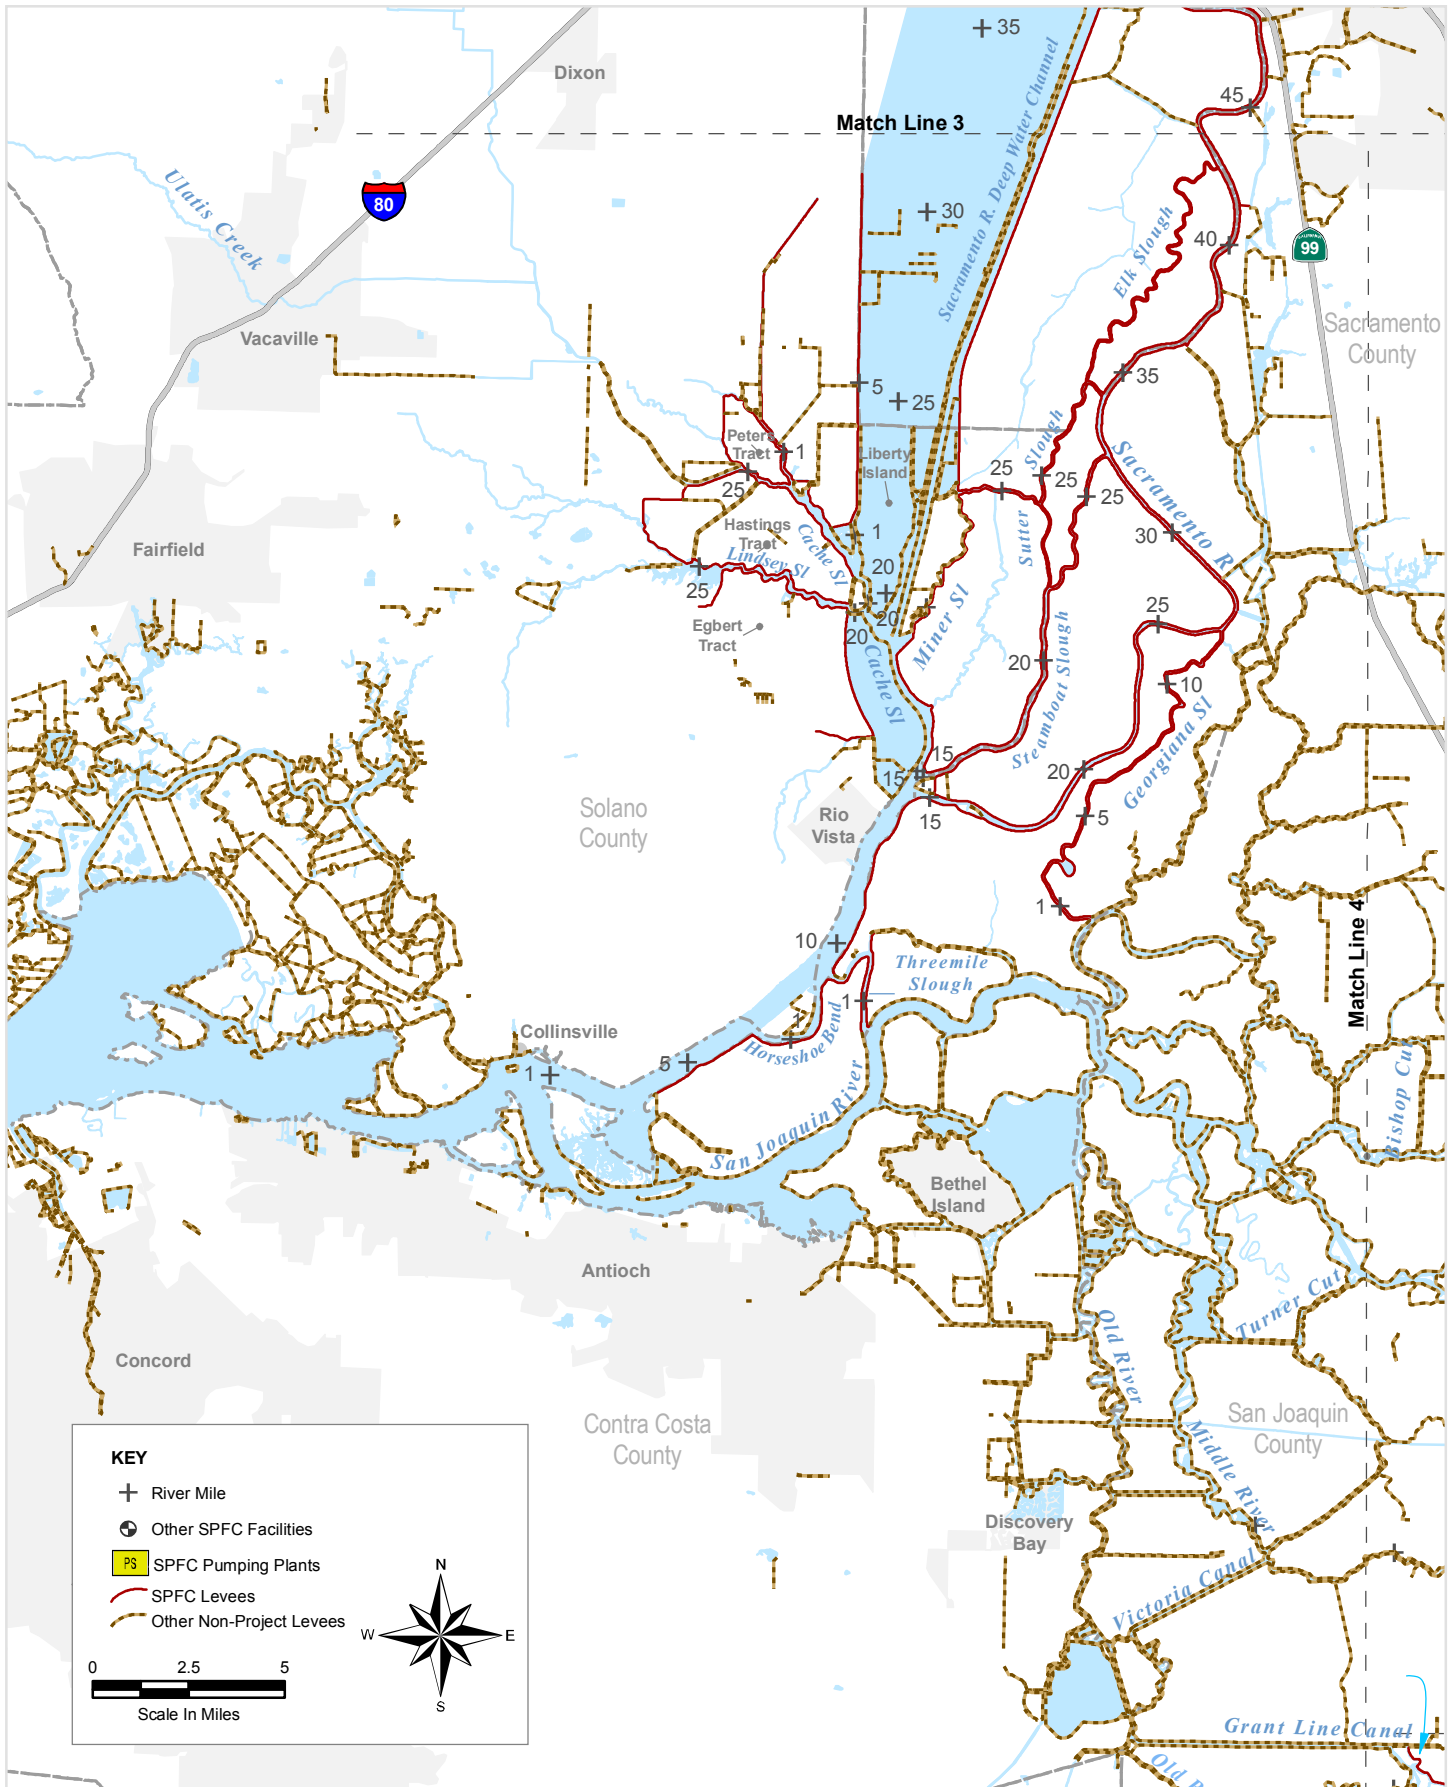 35
Dixon
45
Match Line 3
Ulatis Creek
80
30
Sacramento R. Deep Water Channel
Elk Slough
40
99
Sacramento
County
Vacaville
35
5
25
Peters
Tract
1
Liberty
Island
25
25
Slough
25
25
Sacramento R
Hastings
Tract
Cache Sl
1
Sutter
30
Fairfield
Lindsey Sl
20
25
Miner Sl
25
20
20
Egbert
Tract
Cache Sl
20
Steamboat Slough
10
Georgiana Sl
15
15
20
Solano
County
Rio
Vista
15
5
1
Match Line 4
10
Threemile
Slough
1
1
Horseshoe Bend
Collinsville
5
1
San Joaquin River
Bishop Cut
Bethel
Island
Antioch
Turner Cut
Old River
Concord
Contra Costa
County
San Joaquin
County
Middle River
Discovery
Bay
Victoria Canal
Grant Line Canal
Old
KEY
River Mile
Other SPFC Facilities
PS
SPFC Pumping Plants
SPFC Levees
Other Non-Project Levees
N
W
E
S
0
2.5
5
Scale In Miles